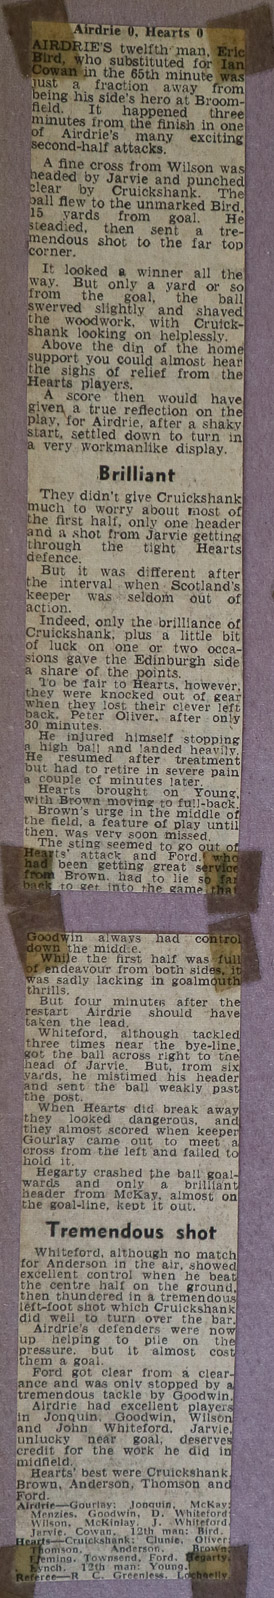 Airdrie 0, Hearts 0
AIRDRIE'S twelfth man, Eric
Bird, who substituted for Ian
Cowan in the 65th minute was
just a fraction away from
being his side's hero at Broom-
field. It happened three
minutes from the finish in one
of Airdrie's many exciting
second-half attacks.
A fine cross from Wilson was
headed by Jarvie and punched
clear by Cruickshank. The
ball flew to the unmarked Bird,
15 yards from goal. He
steadied, then sent a tre-
mendous shot to the far top
corner.
It looked a winner all the
way. But only a yard or so
from the goal, the ball
swerved slightly and shaved
the woodwork, with Cruick-
shank looking on helplessly.
Above the din of the home
support you could almost hear
the sighs of relief from the
Hearts players.
A score then would have
given a true reflection on the
play, for Airdrie, after a shaky
start, settled down to turn in
a very workmanlike display.
Brilliant
They didn't give Cruickshank
much to worry about most of
the first half, only one header
and a shot from Jarvie getting
through the tight Hearts
defence.
But it was different after
the interval when Scotland's
keeper was seldom out of
action.
Indeed, only the brilliance of
Cruickshank, plus a little bit
of luck on one or two occa-
sions gave the Edinburgh side
a share of the points.
To be fair to Hearts, however,
they were knocked out of gear
when they lost their clever left
back, Peter Oliver, after only
30 minutes.
He injured himself stopping
a high ball and landed heavily.
He resumed after treatment
but had to retire in severe pain
a couple of minutes later.
Hearts brought on Young,
with Brown moving to full-back.
Brown's urge in the middle of
the field, a feature of play until
then, was very soon missed.
The sting seemed to go out of
Hearts' attack and Ford, who
had been getting great service
from Brown, had to lie so far
back to get into the game that
Goodwin always had control
down the middle.
While the first half was full
of endeavour from both sides, it
was sadly lacking in goalmouth
thrills.
But four minutes after the
restart Airdrie should have
taken the lead.
Whiteford, although tackled
three times near the bye-line,
got the ball across right to the
head of Jarvie. But, from six
yards, he mistimed his header
and sent the ball weakly past
the post.
When Hearts did break away
they looked dangerous, and
they almost scored when keeper
Gourlay came out to meet a
cross from the left and failed to
hold it.
Hegarty crashed the ball goal-
wards and only a brilliant
header from McKay, almost on
the goal-line, kept it out.
Tremendous shot
Whiteford, although no match
for Anderson in the air, showed
excellent control when he beat
the centre half on the ground,
then thundered in a tremendous
left-foot shot which Cruickshank
did well to turn over the bar.
Airdrie's defenders were now
up helping to pile on the
pressure, but it almost cost
them a goal.
Ford got clear from a clear-
ance and was only stopped by a
tremendous tackle by Goodwin.
Airdrie had excellent players
in Jonquin, Goodwin, Wilson
and John Whiteford. Jarvie,
unlucky near goal, deserves
credit for the work he did in
midfield.
Hearts' best were Cruickshank,
Brown, Anderson, Thomson and
Ford.
Airdrie—Gourlay; Jonquin, McKay;
Menzies, Goodwin, D. Whiteford;
Wilson, McKinlay, J. Whiteford,
Jarvie, Cowan. 12th man: Bird.
Hearts—Cruickshank; Clunie, Oliver;
Thomson, Anderson, Brown;
Fleming, Townsend, Ford, Hegarty,
Lynch. 12th man: Young.
Referee—R C. Greenlees, Lochgelly